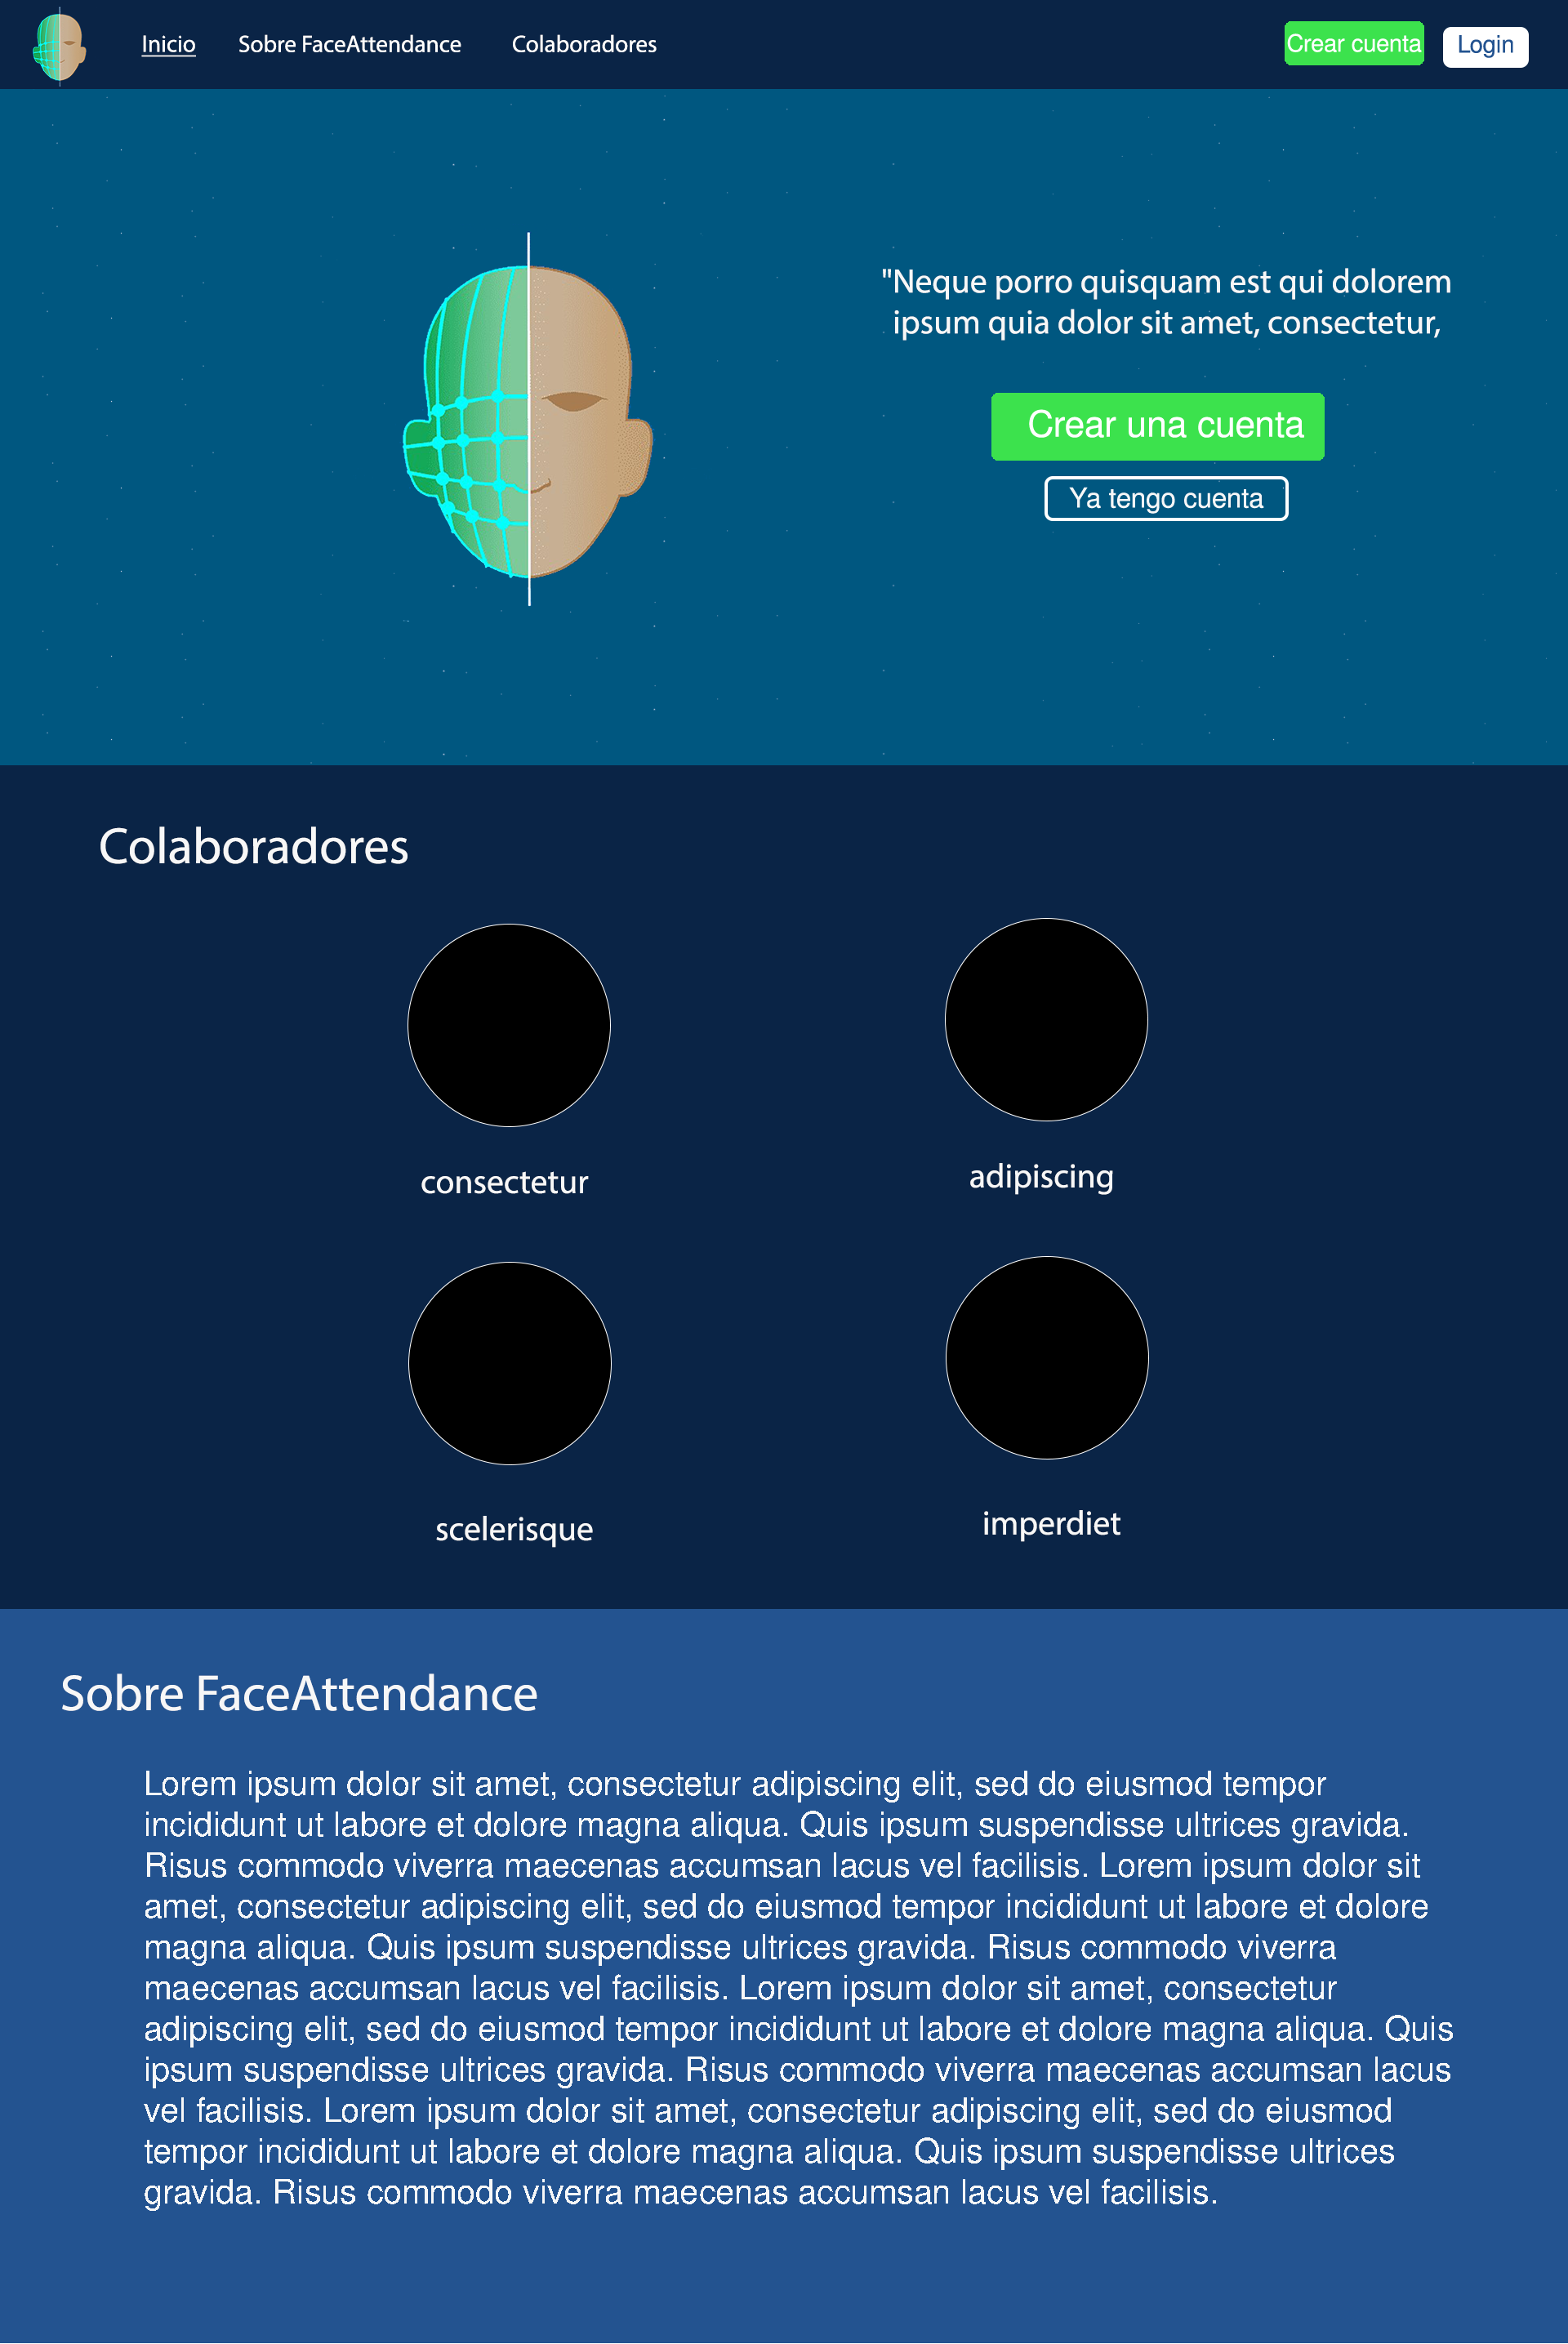 Inicio Sobre FaceAttendance Colaboradores Crear cuenta Login
"Neque porro quisquam est qui dolorem
ipsum quia dolor sit amet, consectetur,
Crear una cuenta
Ya tengo cuenta
Colaboradores
consectetur adipiscing
scelerisque imperdiet
Sobre FaceAttendance
Lorem ipsum dolor sit amet, consectetur adipiscing elit, sed do eiusmod tempor
incididunt ut labore et dolore magna aliqua. Quis ipsum suspendisse ultrices gravida.
Risus commodo viverra maecenas accumsan lacus vel facilisis. Lorem ipsum dolor sit
amet, consectetur adipiscing elit, sed do eiusmod tempor incididunt ut labore et dolore
magna aliqua. Quis ipsum suspendisse ultrices gravida. Risus commodo viverra
maecenas accumsan lacus vel facilisis. Lorem ipsum dolor sit amet, consectetur
adipiscing elit, sed do eiusmod tempor incididunt ut labore et dolore magna aliqua. Quis
ipsum suspendisse ultrices gravida. Risus commodo viverra maecenas accumsan lacus
vel facilisis. Lorem ipsum dolor sit amet, consectetur adipiscing elit, sed do eiusmod
tempor incididunt ut labore et dolore magna aliqua. Quis ipsum suspendisse ultrices
gravida. Risus commodo viverra maecenas accumsan lacus vel facilisis.